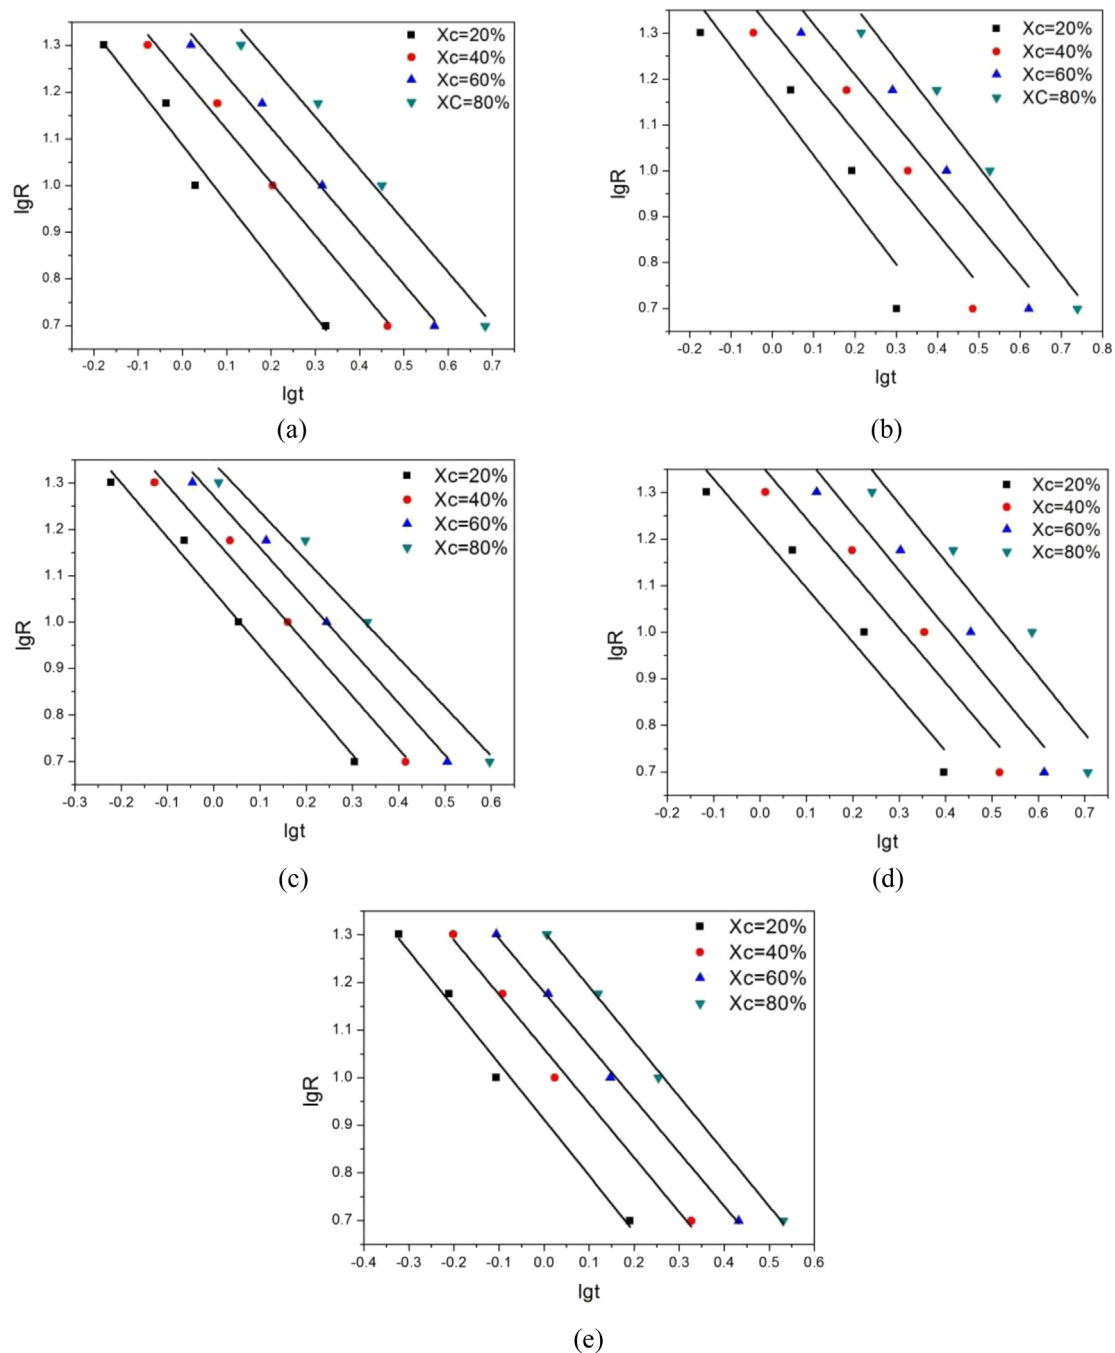 Xc=20%
Xc=40%
Xc=60%
XC=80%
1.3
1.2
1.1
1.0
0.9
0.8
0.7
lgR
-0.2 -0.1 0.0 0.1 0.2 0.3 0.4 0.5 0.6 0.7
lgt
(a)
Xc=20%
Xc=40%
Xc=60%
XC=80%
1.3
1.2
1.1
1.0
0.9
0.8
0.7
lgR
-0.2 -0.1 0.0 0.1 0.2 0.3 0.4 0.5 0.6 0.7 0.8
lgt
(b)
Xc=20%
Xc=40%
Xc=60%
Xc=80%
1.3
1.2
1.1
1.0
0.9
0.8
0.7
lgR
-0.3 -0.2 -0.1 0.0 0.1 0.2 0.3 0.4 0.5 0.6
lgt
(c)
Xc=20%
Xc=40%
Xc=60%
Xc=80%
1.3
1.2
1.1
1.0
0.9
0.8
0.7
lgR
-0.2 -0.1 0.0 0.1 0.2 0.3 0.4 0.5 0.6 0.7
lgt
(d)
Xc=20%
Xc=40%
Xc=60%
Xc=80%
1.3
1.2
1.1
1.0
0.9
0.8
0.7
lgR
-0.4 -0.3 -0.2 -0.1 0.0 0.1 0.2 0.3 0.4 0.5 0.6
lgt
(e)